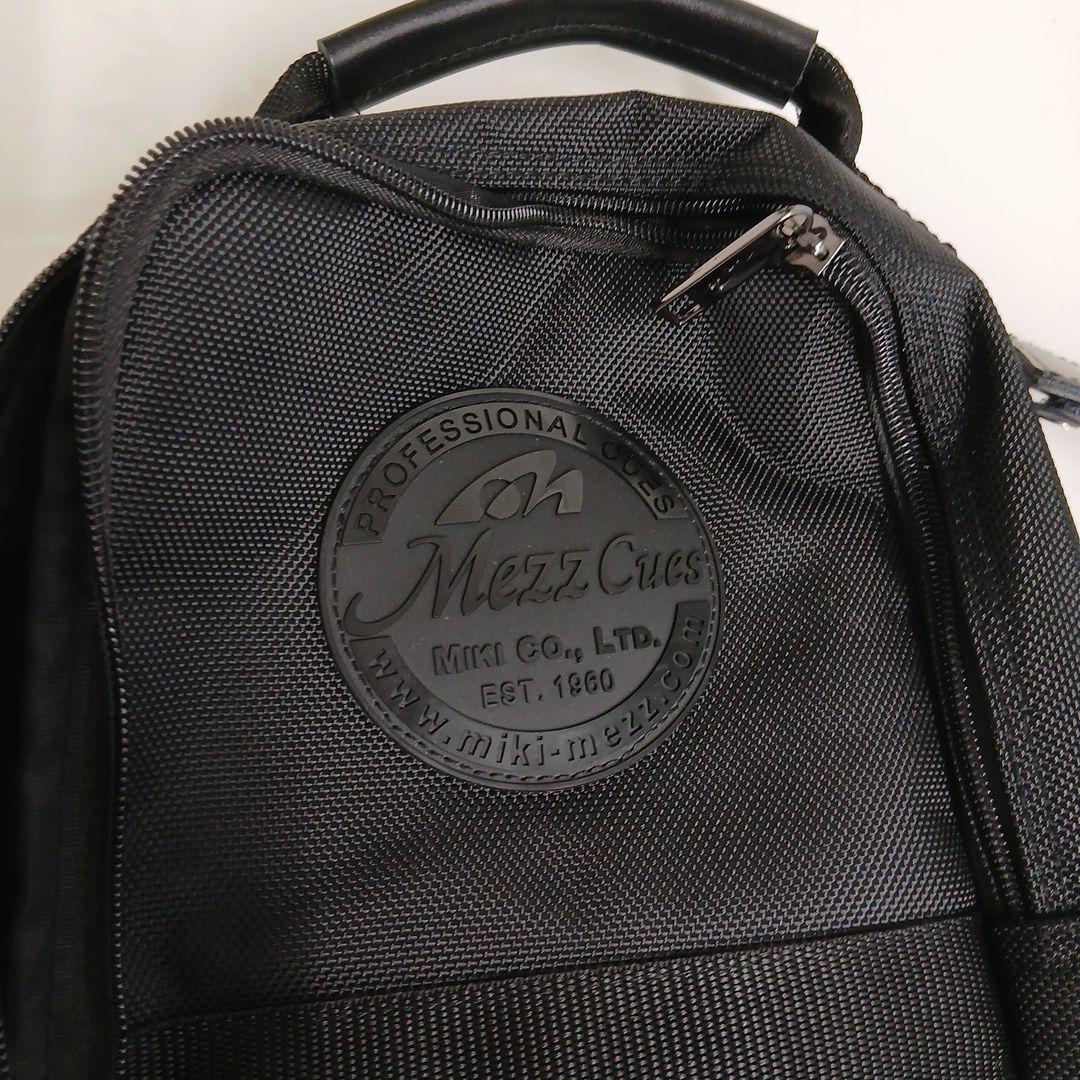 PROFESSIONAL CUES
Mezz Cues
MIKI CO., LTD.
EST. 1960
www.miki-mezz.com